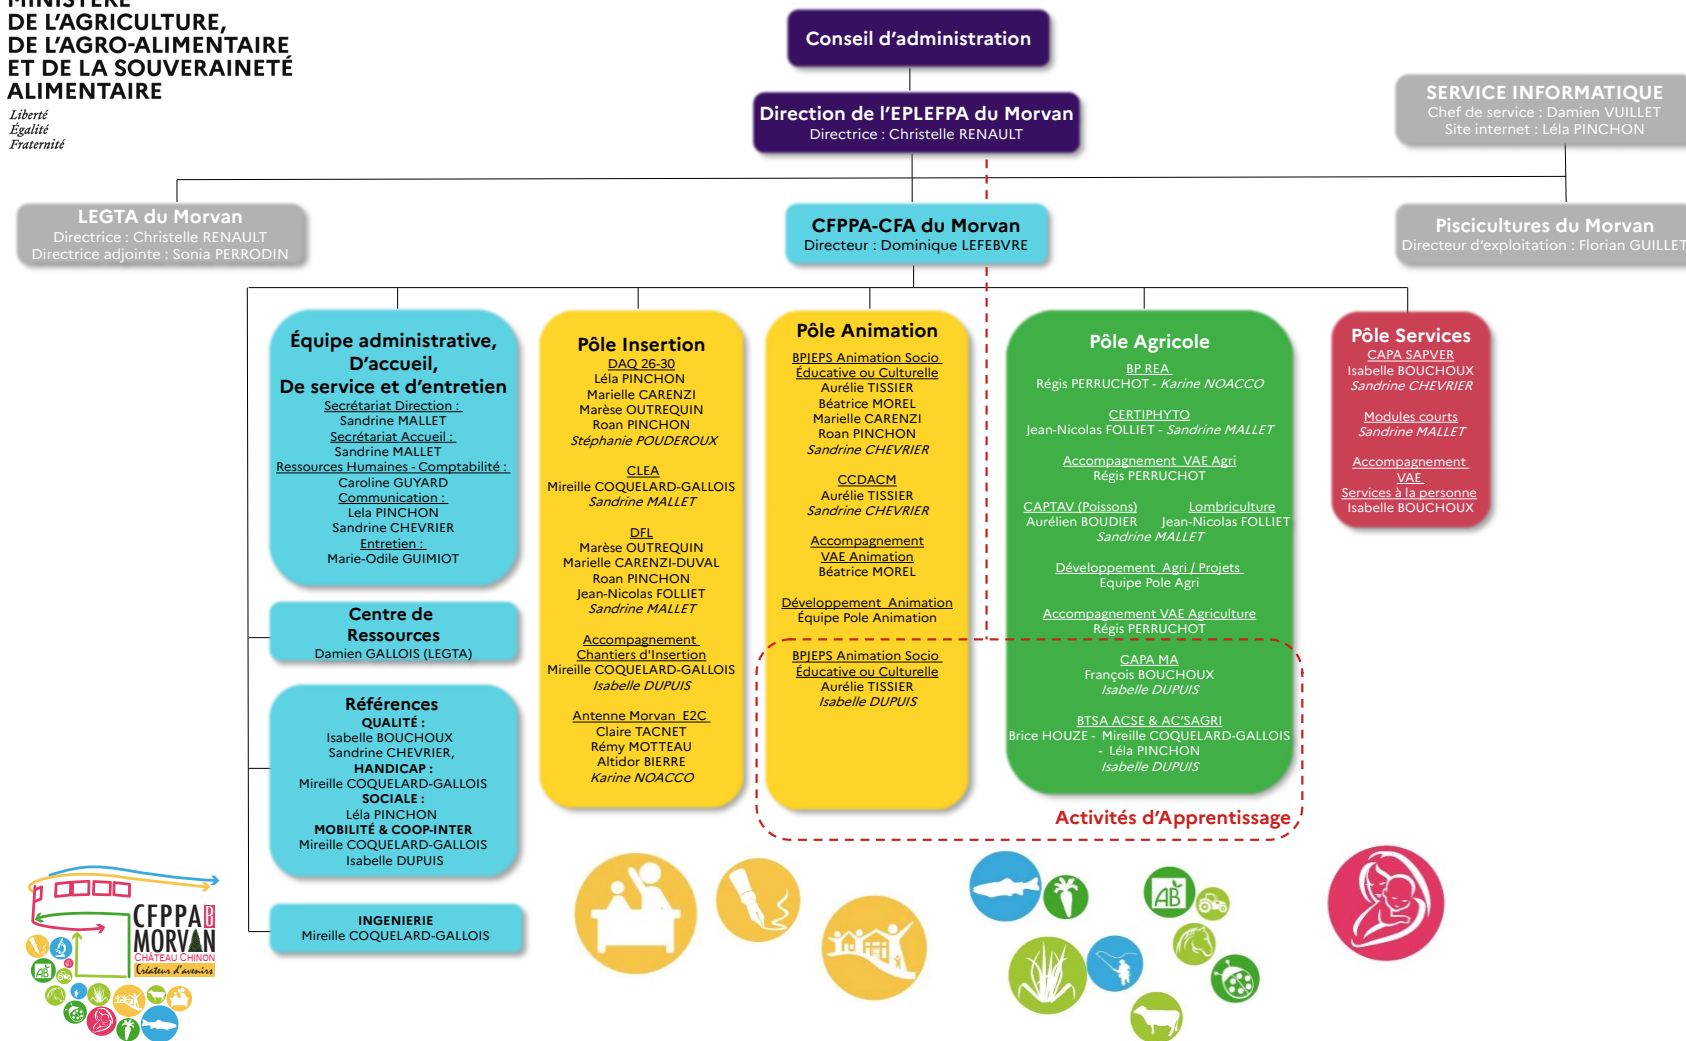 MINISTÈRE
DE L'AGRICULTURE,
DE L'AGRO-ALIMENTAIRE
ET DE LA SOUVERAINETÉ
ALIMENTAIRE
Liberté
Égalité
Fraternité
Conseil d'administration
Direction de l'EPLEFPA du Morvan
Directrice : Christelle RENAULT
SERVICE INFORMATIQUE
Chef de service : Damien VUILLET
Site internet : Léla PINCHON
LEGTA du Morvan
Directrice : Christelle RENAULT
Directrice adjointe : Sonia PERRODIN
CFPPA-CFA du Morvan
Directeur : Dominique LEFEBVRE
Piscicultures du Morvan
Directeur d'exploitation : Florian GUILLET
Équipe administrative,
D'accueil,
De service et d'entretien
Secrétariat Direction :
Sandrine MALLET
Secrétariat Accueil :
Sandrine MALLET
Ressources Humaines - Comptabilité :
Caroline GUYARD
Communication :
Lela PINCHON
Sandrine CHEVRIER
Entretien :
Marie-Odile GUIMIOT
Centre de
Ressources
Damien GALLOIS (LEGTA)
Références
QUALITÉ :
Isabelle BOUCHOUX
Sandrine CHEVRIER,
HANDICAP :
Mireille COQUELARD-GALLOIS
SOCIALE :
Léla PINCHON
MOBILITÉ & COOP-INTER
Mireille COQUELARD-GALLOIS
Isabelle DUPUIS
INGENIERIE
Mireille COQUELARD-GALLOIS
Pôle Insertion
DAQ 26-30
Léla PINCHON
Marielle CARENZI
Marèse OUTREQUIN
Roan PINCHON
Stéphanie POUDEROUX
CLEA
Mireille COQUELARD-GALLOIS
Sandrine MALLET
DFL
Marèse OUTREQUIN
Marielle CARENZI-DUVAL
Roan PINCHON
Jean-Nicolas FOLLIET
Sandrine MALLET
Accompagnement
Chantiers d'Insertion
Mireille COQUELARD-GALLOIS
Isabelle DUPUIS
Antenne Morvan E2C
Claire TACNET
Rémy MOTTEAU
Altidor BIERRE
Karine NOACCO
Pôle Animation
BPJEPS Animation Socio
Éducative ou Culturelle
Aurélie TISSIER
Béatrice MOREL
Marielle CARENZI
Roan PINCHON
Sandrine CHEVRIER
CCDACM
Aurélie TISSIER
Sandrine CHEVRIER
Accompagnement
VAE Animation
Béatrice MOREL
Développement Animation
Équipe Pole Animation
BPJEPS Animation Socio
Éducative ou Culturelle
Aurélie TISSIER
Isabelle DUPUIS
Pôle Agricole
BP REA
Régis PERRUCHOT - Karine NOACCO
CERTIPHYTO
Jean-Nicolas FOLLIET - Sandrine MALLET
Accompagnement VAE Agri
Régis PERRUCHOT
CAPTAV (Poissons) Lombriculture
Aurélien BOUDIER Jean-Nicolas FOLLIET
Sandrine MALLET
Développement Agri / Projets
Equipe Pole Agri
Accompagnement VAE Agriculture
Régis PERRUCHOT
CAPA MA
François BOUCHOUX
Isabelle DUPUIS
BTSA ACSE & AC'SAGRI
Brice HOUZE - Mireille COQUELARD-GALLOIS
- Léla PINCHON
Isabelle DUPUIS
Activités d'Apprentissage
Pôle Services
CAPA SAPVER
Isabelle BOUCHOUX
Sandrine CHEVRIER
Modules courts
Sandrine MALLET
Accompagnement
VAE
Services à la personne
Isabelle BOUCHOUX
AB
CFPPA
MORVAN
CHÂTEAU CHINON
Créateur d'avenirs
AB